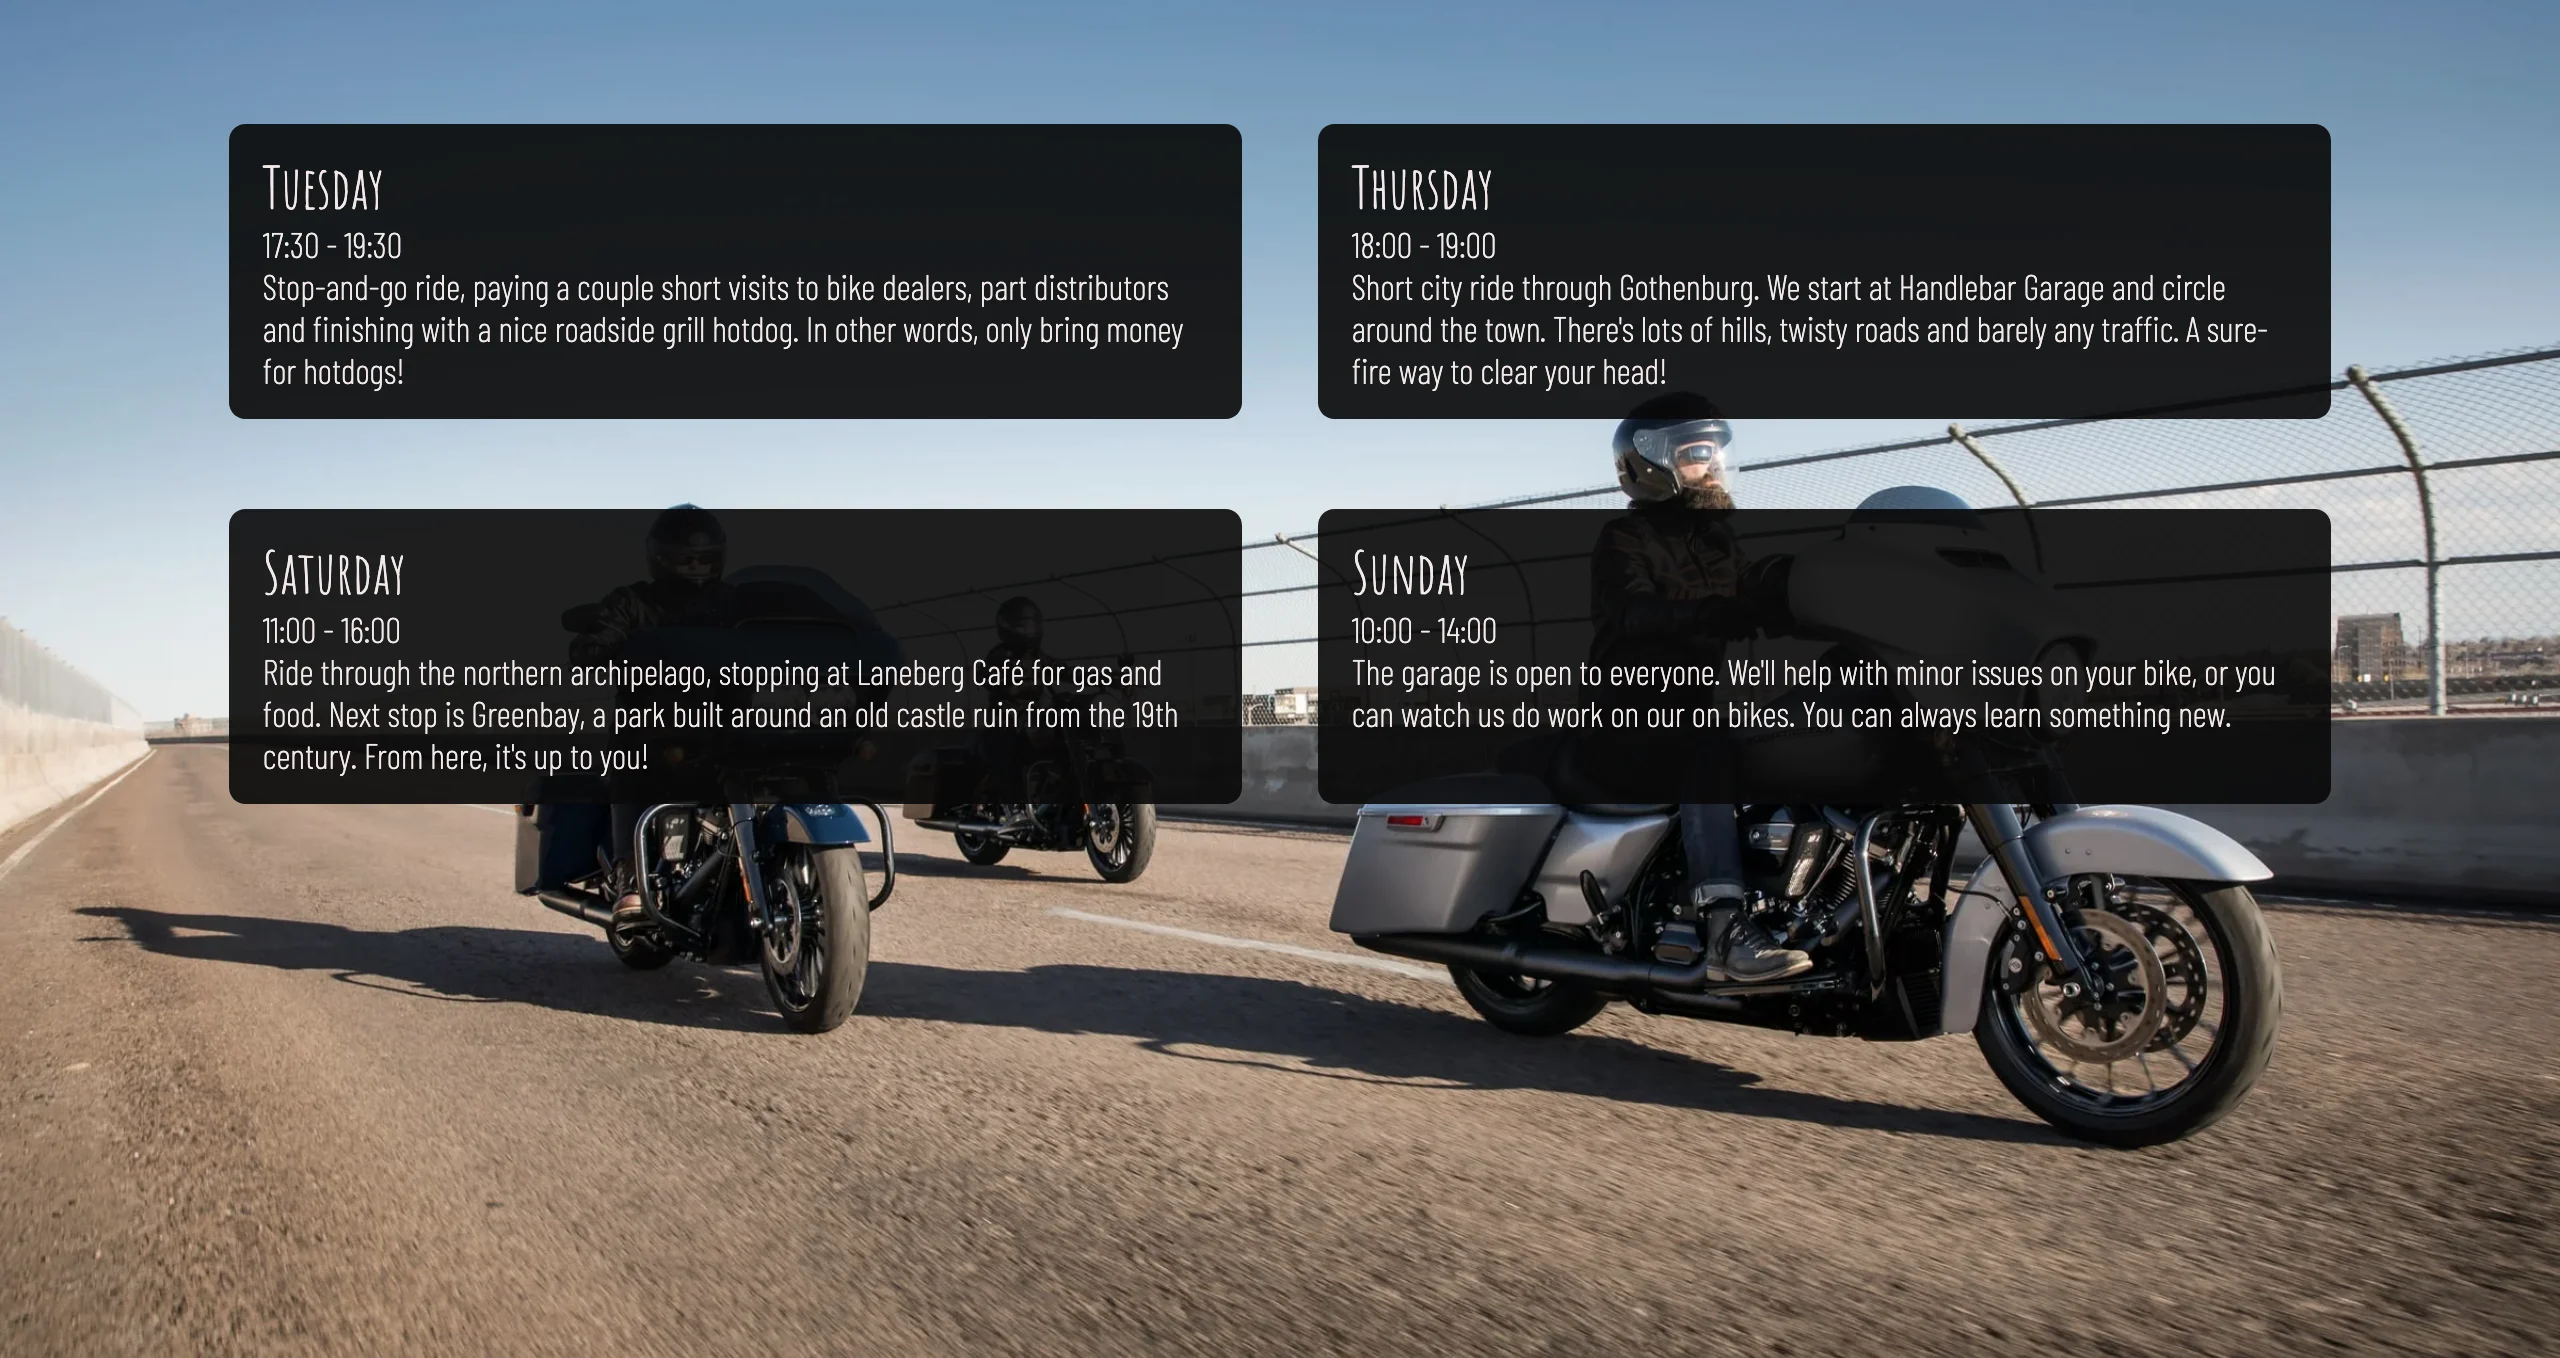 Tuesday
17:30 - 19:30
Stop-and-go ride, paying a couple short visits to bike dealers, part distributors
and finishing with a nice roadside grill hotdog. In other words, only bring money
for hotdogs!
Thursday
18:00 - 19:00
Short city ride through Gothenburg. We start at Handlebar Garage and circle
around the town. There's lots of hills, twisty roads and barely any traffic. A sure-
fire way to clear your head!
Saturday
11:00 - 16:00
Ride through the northern archipelago, stopping at Laneberg Café for gas and
food. Next stop is Greenbay, a park built around an old castle ruin from the 19th
century. From here, it's up to you!
Sunday
10:00 - 14:00
The garage is open to everyone. We'll help with minor issues on your bike, or you
can watch us do work on our on bikes. You can always learn something new.